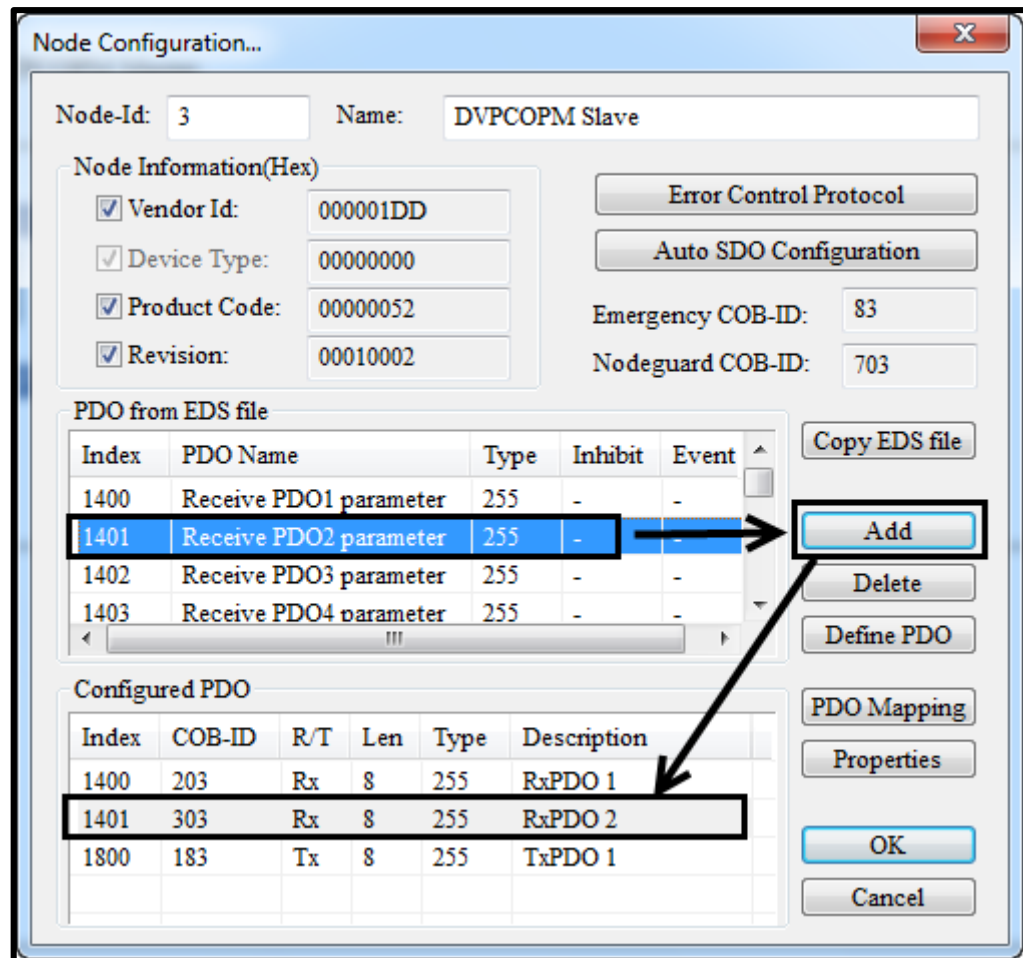 Node Configuration...
Node-Id: 3 Name: DVPCOPM Slave
Node Information(Hex)
Vendor Id: 000001DD
Error Control Protocol
Device Type: 00000000
Auto SDO Configuration
Product Code: 00000052
Emergency COB-ID: 83
Revision: 00010002
Nodeguard COB-ID: 703
PDO from EDS file
Copy EDS file
Index PDO Name Type Inhibit Event
1400 Receive PDO1 parameter 255 - -
1401 Receive PDO2 parameter 255 - -
Add
1402 Receive PDO3 parameter 255 - -
Delete
1403 Receive PDO4 parameter 255 - -
Define PDO
Configured PDO
PDO Mapping
Index COB-ID R/T Len Type Description
Properties
1400 203 Rx 8 255 RxPDO 1
1401 303 Rx 8 255 RxPDO 2
1800 183 Tx 8 255 TxPDO 1
OK
Cancel